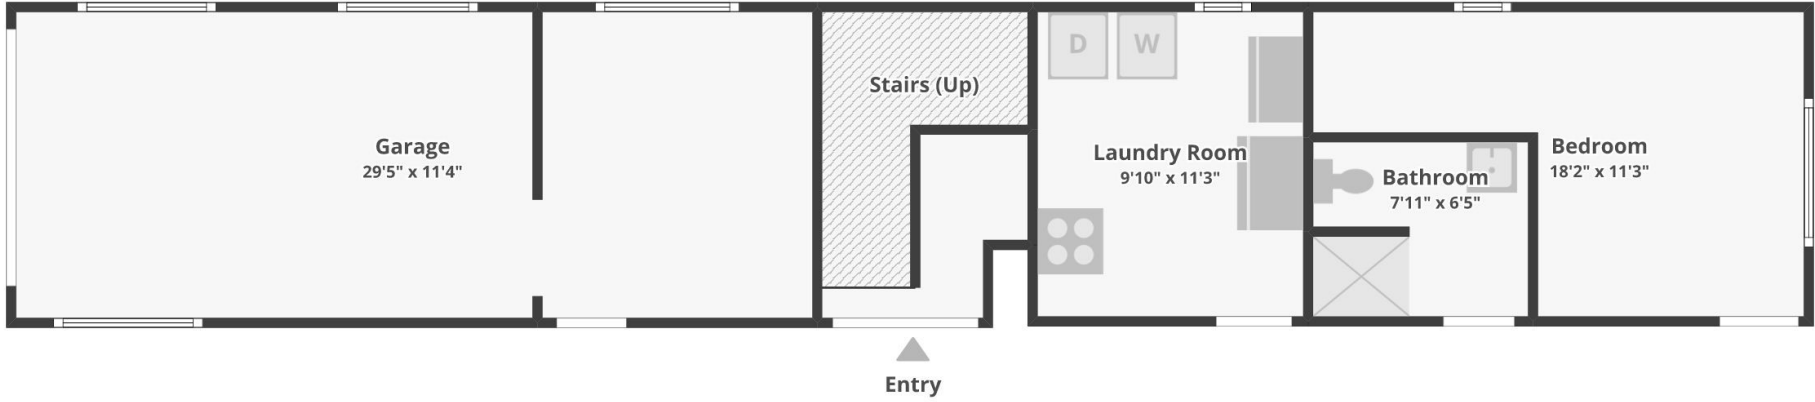 Garage
29'5" x 11'4"
Stairs (Up)
D
W
Laundry Room
9'10" x 11'3"
Bathroom
7'11" x 6'5"
Bedroom
18'2" x 11'3"
Entry